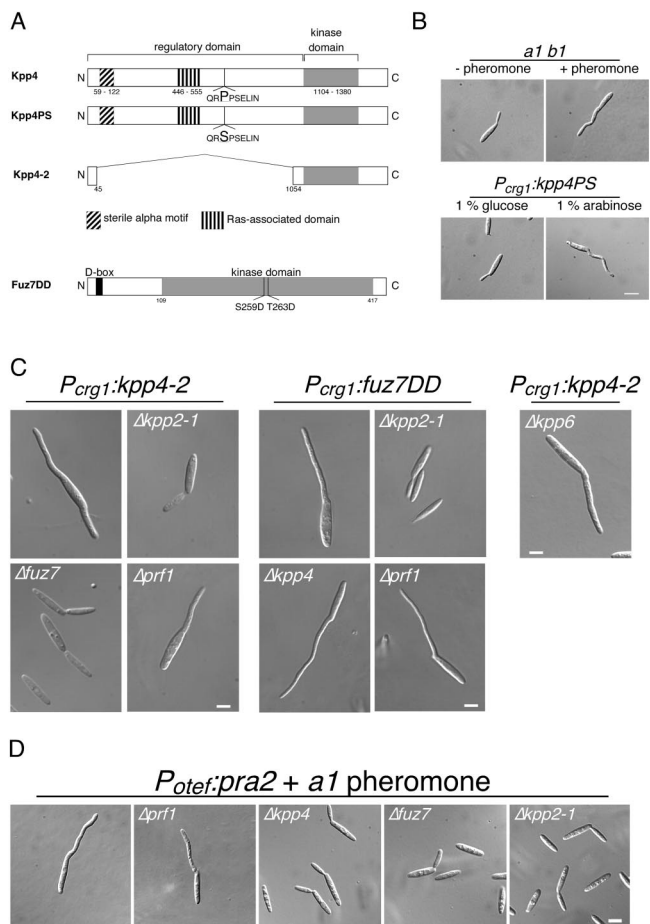 A
regulatory domain
kinase
domain
Kpp4
N
C
59 - 122
446 - 555
1104 - 1380
QRPPSELIN
Kpp4PS
N
C
QRSPSELIN
Kpp4-2
N
C
45
1054
sterile alpha motif
Ras-associated domain
D-box
kinase domain
Fuz7DD
N
C
109
417
S259D T263D
B
a1 b1
- pheromone + pheromone
Pcrg1:kpp4PS
1 % glucose 1 % arabinose
C
Pcrg1:kpp4-2
Δkpp2-1
Δfuz7
Δprf1
Pcrg1:fuz7DD
Δkpp2-1
Δkpp4
Δprf1
Pcrg1:kpp4-2
Δkpp6
D
Potef:pra2 + a1 pheromone
Δprf1
Δkpp4
Δfuz7
Δkpp2-1